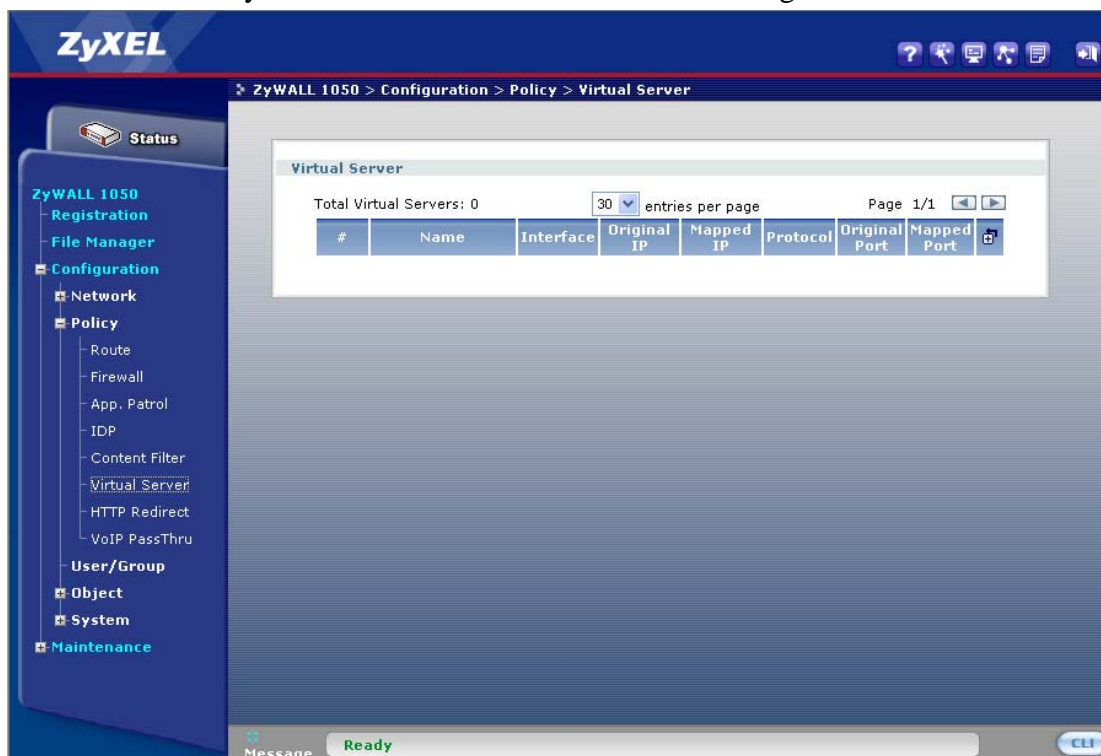 ZyXEL
?
ZyWALL 1050 > Configuration > Policy > Virtual Server
Status
ZyWALL 1050
Registration
File Manager
Configuration
Network
Policy
Route
Firewall
App. Patrol
IDP
Content Filter
Virtual Server
HTTP Redirect
VoIP PassThru
User/Group
Object
System
Maintenance
Virtual Server
Total Virtual Servers: 0 30 entries per page Page 1/1
# Name Interface Original IP Mapped IP Protocol Original Port Mapped Port
Message Ready CLI